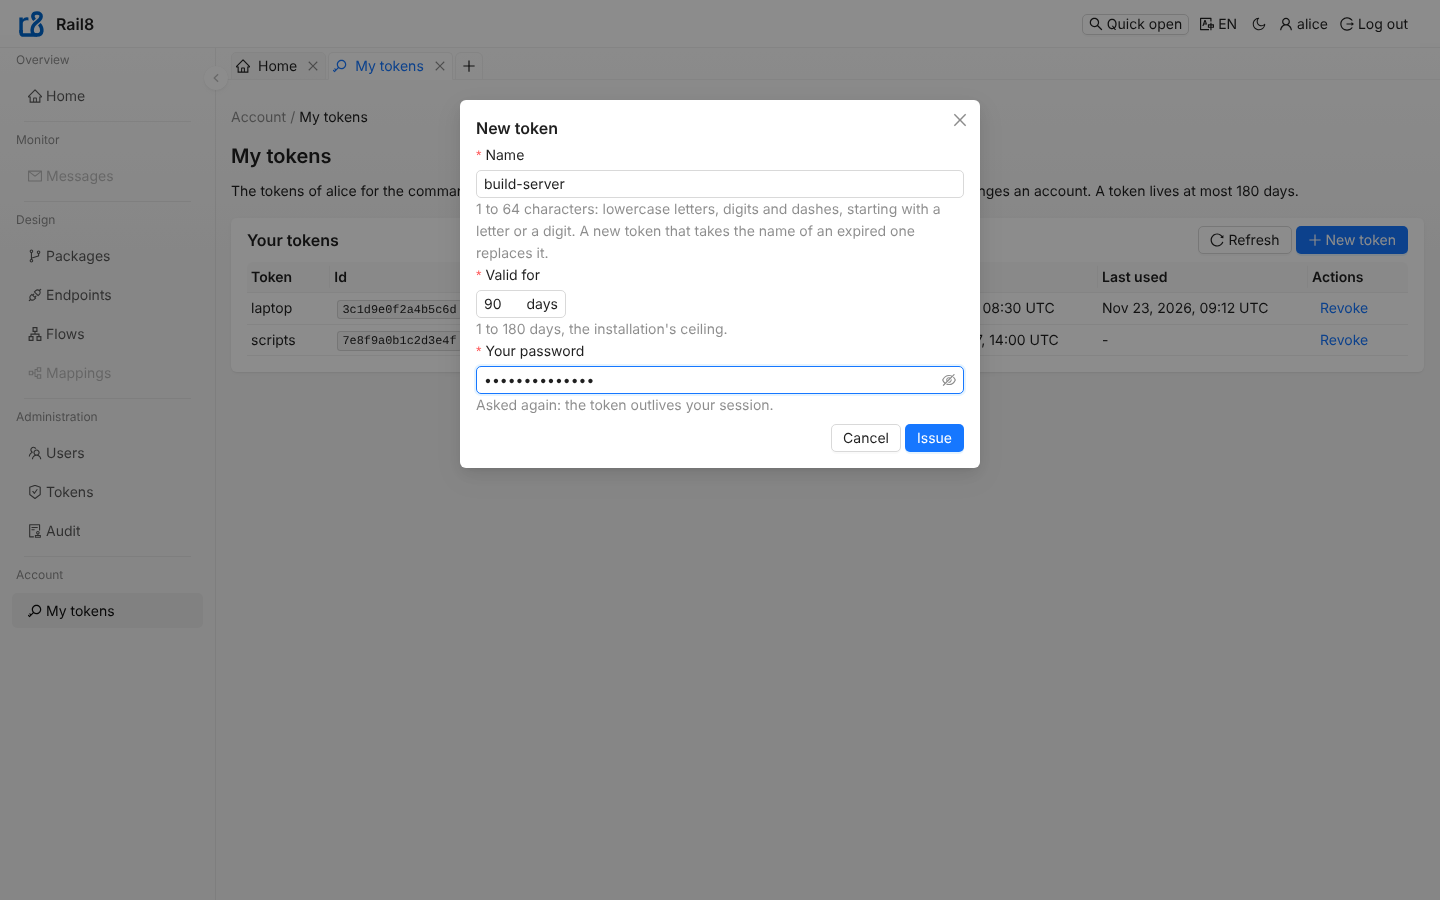 Rail8
Quick open
EN
alice
Log out
Overview
Home
Monitor
Messages
Design
Packages
Endpoints
Flows
Mappings
Administration
Users
Tokens
Audit
Account
My tokens
Home
My tokens
Account / My tokens
My tokens
The tokens of alice for the comman
nges an account. A token lives at most 180 days.
Your tokens
Refresh
New token
Token Id Last used Actions
laptop 3c1d9e0f2a4b5c6d 08:30 UTC Nov 23, 2026, 09:12 UTC Revoke
scripts 7e8f9a0b1c2d3e4f 7, 14:00 UTC - Revoke
New token
* Name
build-server
1 to 64 characters: lowercase letters, digits and dashes, starting with a
letter or a digit. A new token that takes the name of an expired one
replaces it.
* Valid for
90 days
1 to 180 days, the installation's ceiling.
* Your password
••••••••••••••
Asked again: the token outlives your session.
Cancel
Issue